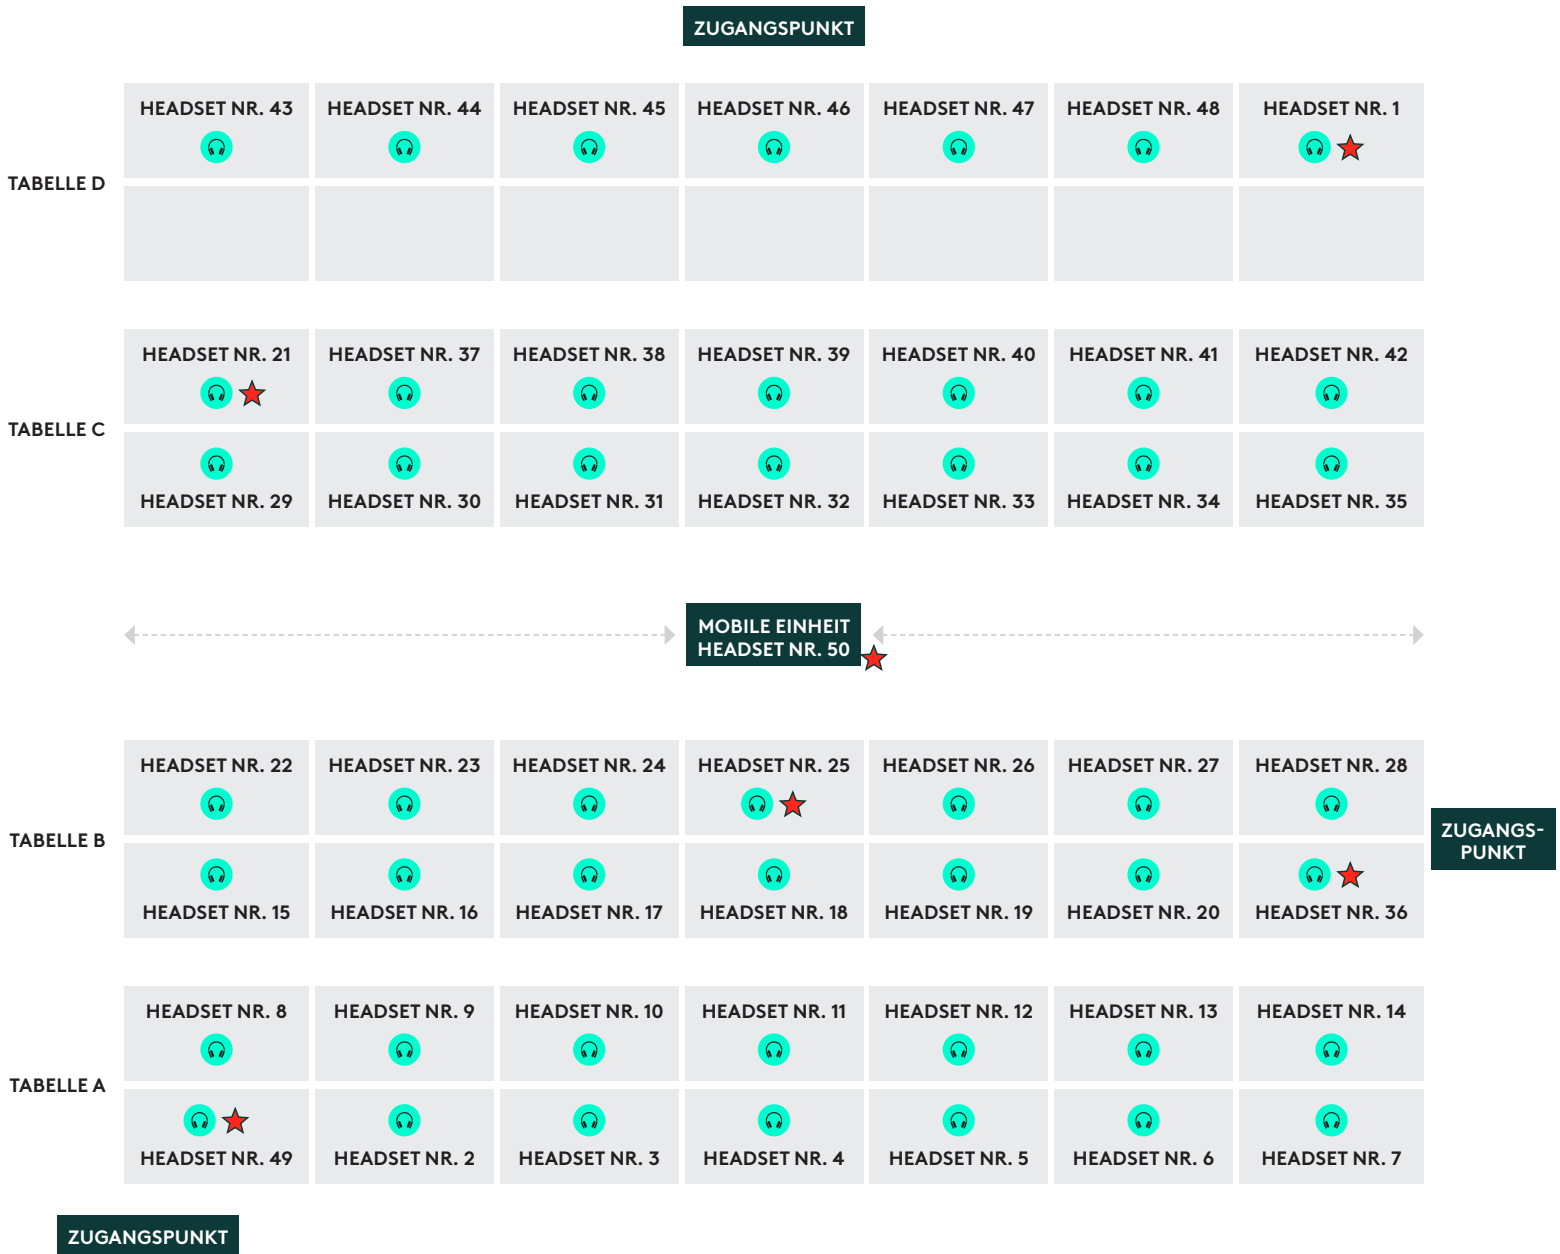 ZUGANGSPUNKT
HEADSET NR. 43
HEADSET NR. 44
HEADSET NR. 45
HEADSET NR. 46
HEADSET NR. 47
HEADSET NR. 48
HEADSET NR. 1
TABELLE D
HEADSET NR. 21
HEADSET NR. 37
HEADSET NR. 38
HEADSET NR. 39
HEADSET NR. 40
HEADSET NR. 41
HEADSET NR. 42
TABELLE C
HEADSET NR. 29
HEADSET NR. 30
HEADSET NR. 31
HEADSET NR. 32
HEADSET NR. 33
HEADSET NR. 34
HEADSET NR. 35
MOBILE EINHEIT
HEADSET NR. 50
HEADSET NR. 22
HEADSET NR. 23
HEADSET NR. 24
HEADSET NR. 25
HEADSET NR. 26
HEADSET NR. 27
HEADSET NR. 28
TABELLE B
ZUGANGS-
PUNKT
HEADSET NR. 15
HEADSET NR. 16
HEADSET NR. 17
HEADSET NR. 18
HEADSET NR. 19
HEADSET NR. 20
HEADSET NR. 36
HEADSET NR. 8
HEADSET NR. 9
HEADSET NR. 10
HEADSET NR. 11
HEADSET NR. 12
HEADSET NR. 13
HEADSET NR. 14
TABELLE A
HEADSET NR. 49
HEADSET NR. 2
HEADSET NR. 3
HEADSET NR. 4
HEADSET NR. 5
HEADSET NR. 6
HEADSET NR. 7
ZUGANGSPUNKT